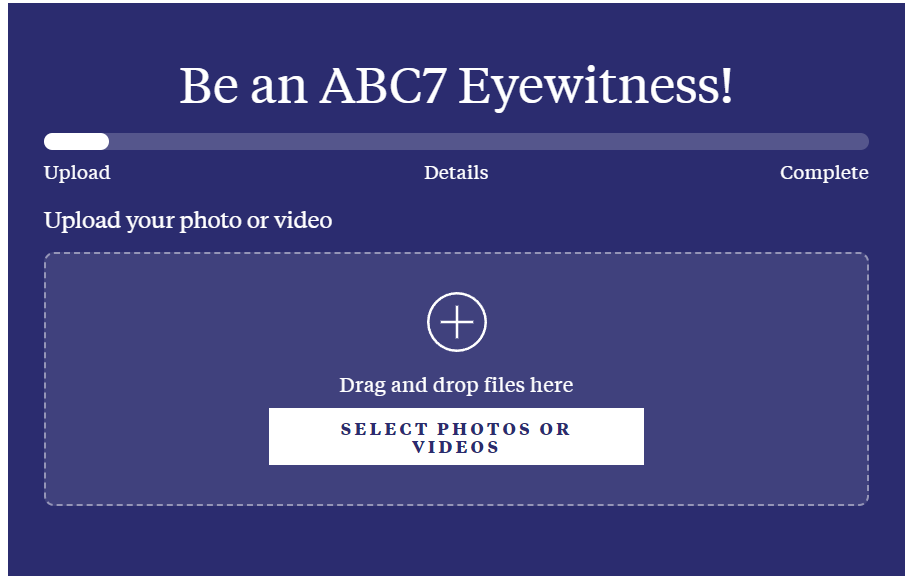 Be an ABC7 Eyewitness!
Upload Details Complete
Upload your photo or video
Drag and drop files here
SELECT PHOTOS OR
VIDEOS